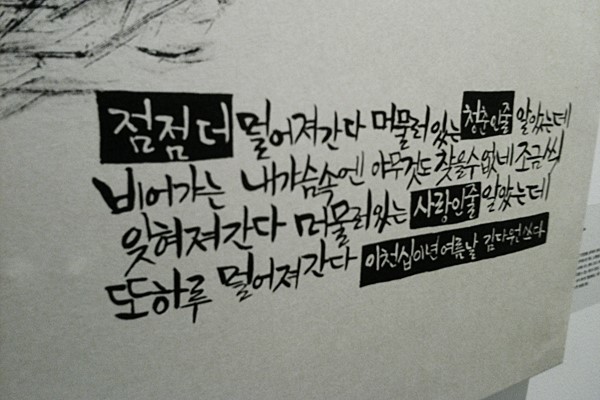 점점 더 멀어져간다 머물러있는 청춘인줄 알았는데
비어가는 내가슴속엔 아무것도 찾을수없네 조금씩
잊혀져간다 머물러있는 사랑인줄 알았는데
또하루 멀어져간다 이천십이년여름날 김다원 쓰다